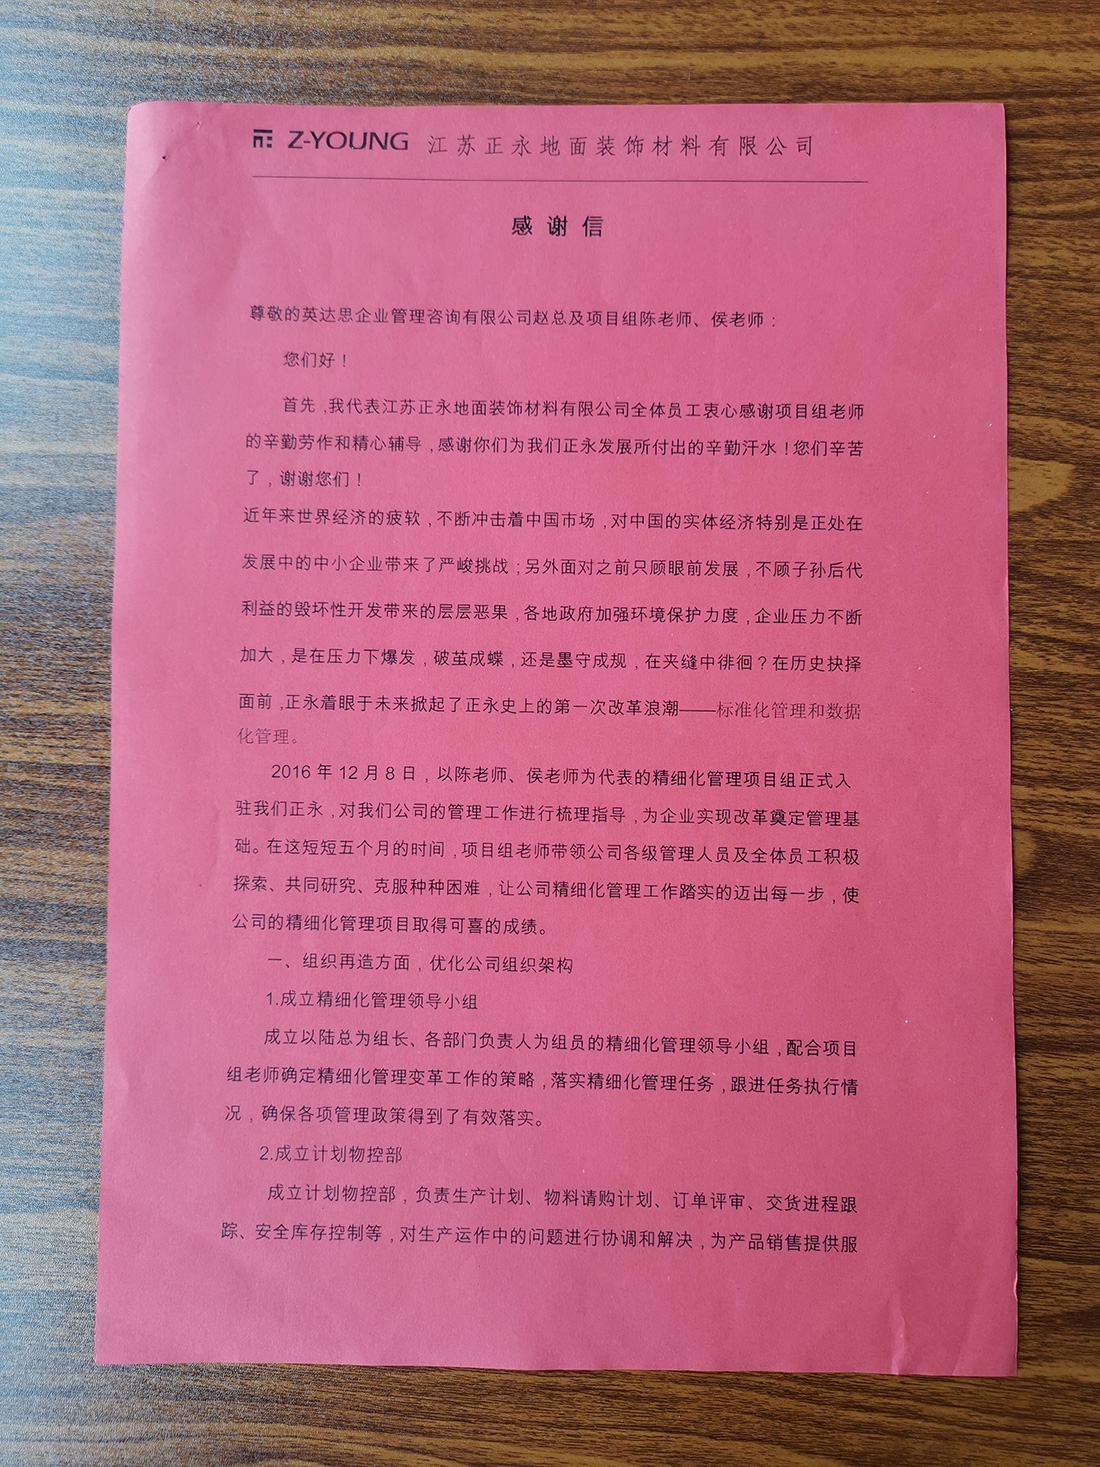 Z-YOUNG 江苏正永地面装饰材料有限公司
感谢信
尊敬的英达思企业管理咨询有限公司赵总及项目组陈老师、侯老师：
您们好！
首先，我代表江苏正永地面装饰材料有限公司全体员工衷心感谢项目组老师
的辛勤劳作和精心辅导，感谢你们为我们正永发展所付出的辛勤汗水！您们辛苦
了，谢谢您们！
近年来世界经济的疲软，不断冲击着中国市场，对中国的实体经济特别是正处在
发展中的中小企业带来了严峻挑战；另外面对之前只顾眼前发展，不顾子孙后代
利益的毁坏性开发带来的层层恶果，各地政府加强环境保护力度，企业压力不断
加大，是在压力下爆发，破茧成蝶，还是墨守成规，在夹缝中徘徊？在历史抉择
面前，正永着眼于未来掀起了正永史上的第一次改革浪潮——标准化管理和数据
化管理。
2016年12月8日，以陈老师、侯老师为代表的精细化管理项目组正式入
驻我们正永，对我们公司的管理工作进行梳理指导，为企业实现改革奠定管理基
础。在这短短五个月的时间，项目组老师带领公司各级管理人员及全体员工积极
探索、共同研究、克服种种困难，让公司精细化管理工作踏实的迈出每一步，使
公司的精细化管理项目取得可喜的成绩。
一、组织再造方面，优化公司组织架构
1.成立精细化管理领导小组
成立以陆总为组长、各部门负责人为组员的精细化管理领导小组，配合项目
组老师确定精细化管理变革工作的策略，落实精细化管理任务，跟进任务执行情
况，确保各项管理政策得到了有效落实。
2.成立计划物控部
成立计划物控部，负责生产计划、物料请购计划、订单评审、交货进程跟
踪、安全库存控制等，对生产运作中的问题进行协调和解决，为产品销售提供服